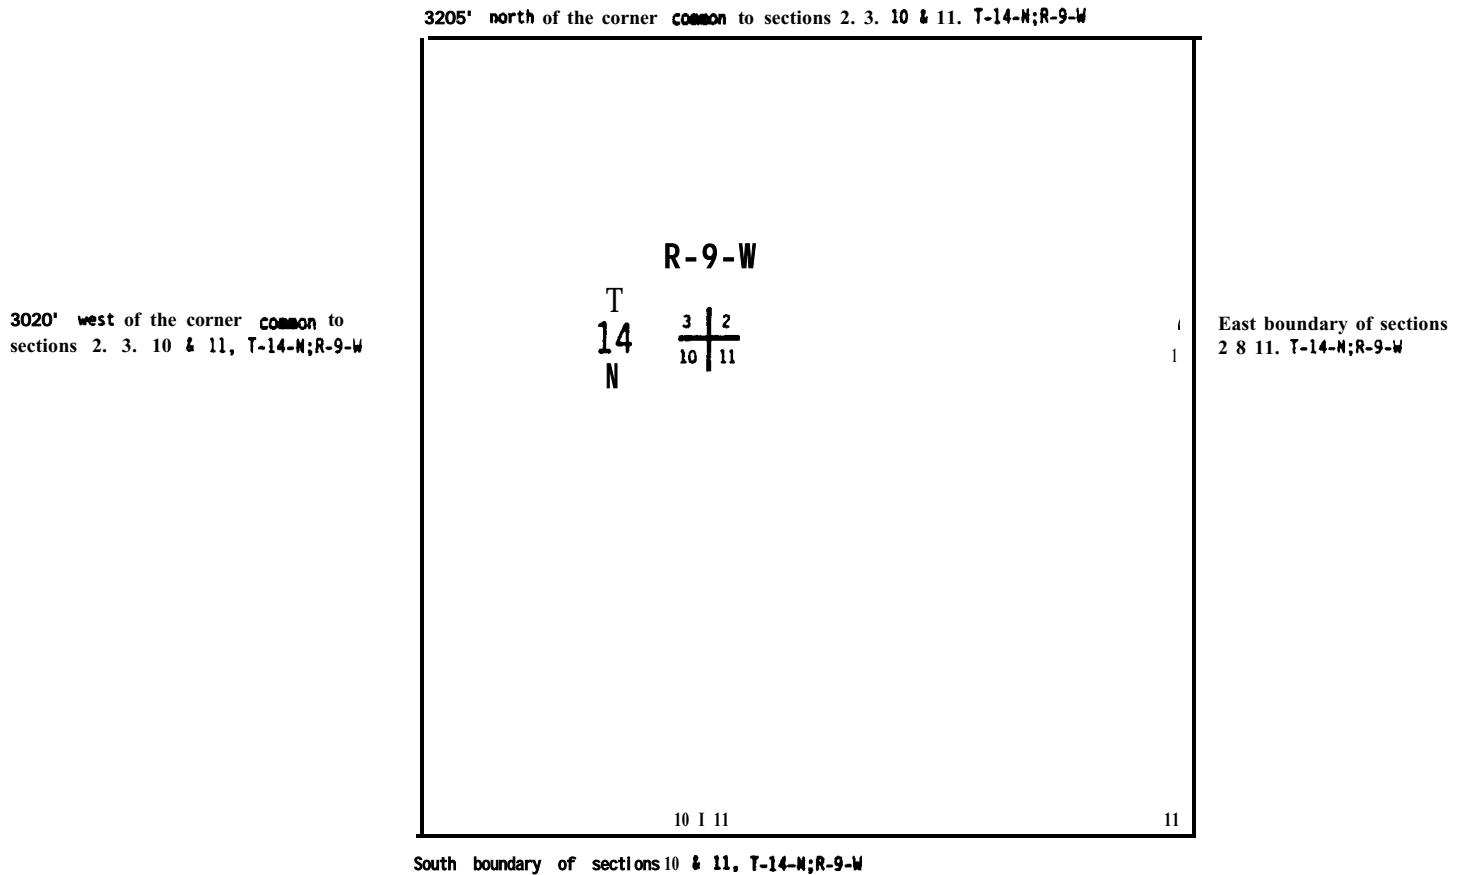 3205' north of the corner common to sections 2. 3. 10 & 11. T-14-N;R-9-W
R-9-W
T
14
N
3 2
10 11
3020' west of the corner common to
sections 2. 3. 10 & 11, T-14-N;R-9-W
1
East boundary of sections
2 8 11. T-14-N;R-9-W
10 I 11
11
South boundary of sections 10 & 11, T-14-N;R-9-W